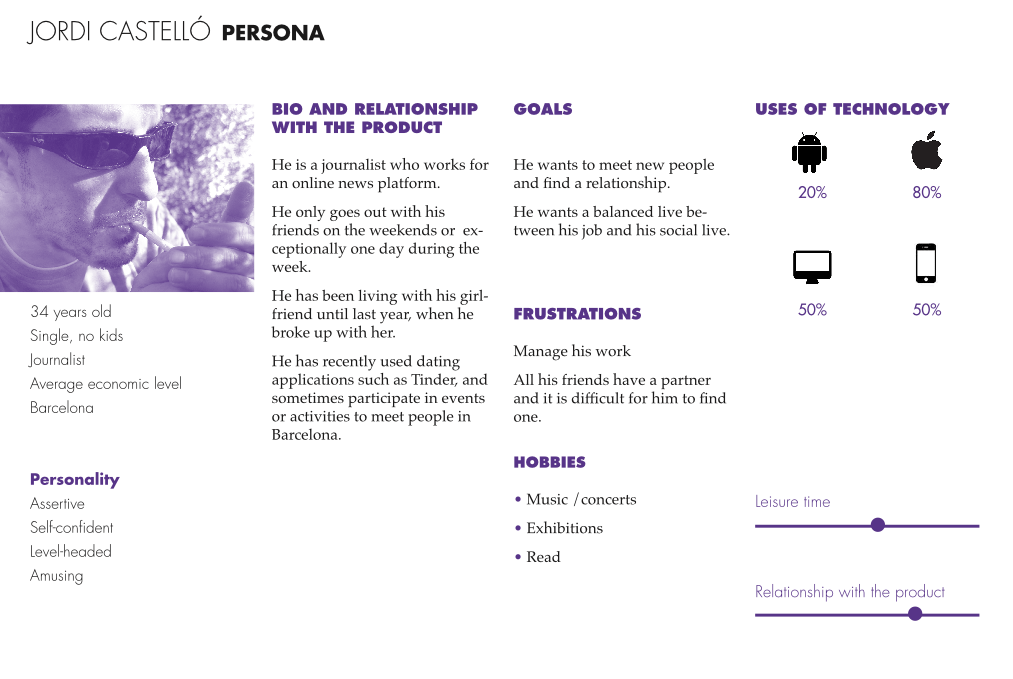 JORDI CASTELLÓ PERSONA
34 years old
Single, no kids
Journalist
Average economic level
Barcelona
Personality
Assertive
Self-confident
Level-headed
Amusing
BIO AND RELATIONSHIP
WITH THE PRODUCT
He is a journalist who works for
an online news platform.
He only goes out with his
friends on the weekends or  ex-
ceptionally one day during the
week.
He has been living with his girl-
friend until last year, when he
broke up with her.
He has recently used dating
applications such as Tinder, and
sometimes participate in events
or activities to meet people in
Barcelona.
GOALS
He wants to meet new people
and find a relationship.
He wants a balanced live be-
tween his job and his social live.
FRUSTRATIONS
Manage his work
All his friends have a partner
and it is difficult for him to find
one.
HOBBIES
• Music /concerts
• Exhibitions
• Read
USES OF TECHNOLOGY
20% 80%
50% 50%
Leisure time
Relationship with the product